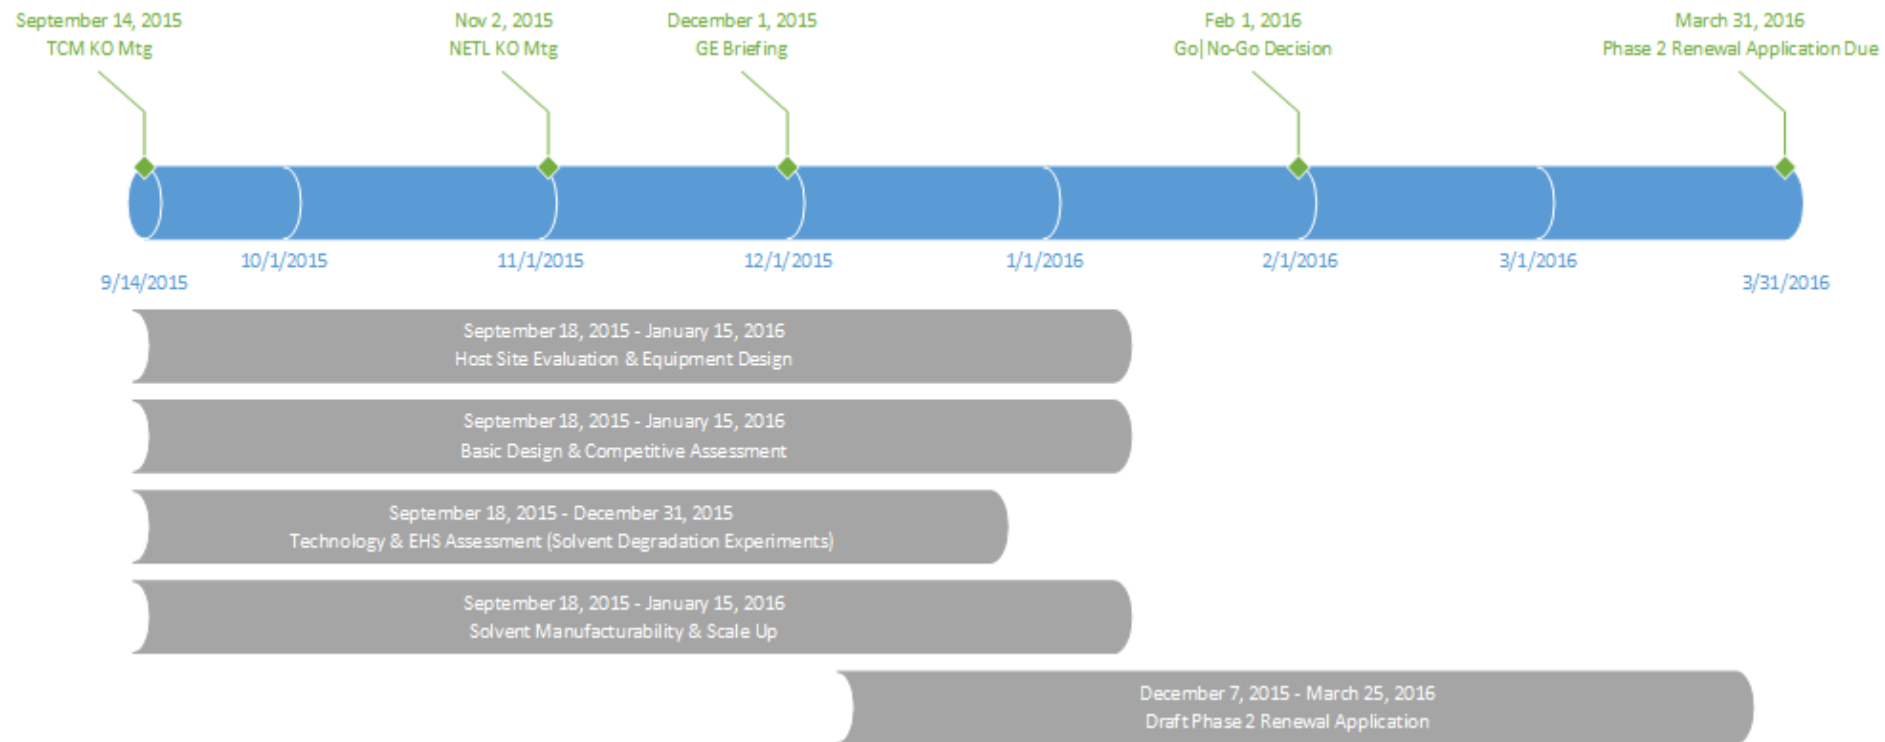 September 14, 2015
TCM KO Mtg
Nov 2, 2015
NETL KO Mtg
December 1, 2015
GE Briefing
Feb 1, 2016
Go|No-Go Decision
March 31, 2016
Phase 2 Renewal Application Due
10/1/2015
11/1/2015
12/1/2015
1/1/2016
2/1/2016
3/1/2016
9/14/2015
3/31/2016
September 18, 2015 - January 15, 2016
Host Site Evaluation & Equipment Design
September 18, 2015 - January 15, 2016
Basic Design & Competitive Assessment
September 18, 2015 - December 31, 2015
Technology & EHS Assessment (Solvent Degradation Experiments)
September 18, 2015 - January 15, 2016
Solvent Manufacturability & Scale Up
December 7, 2015 - March 25, 2016
Draft Phase 2 Renewal Application